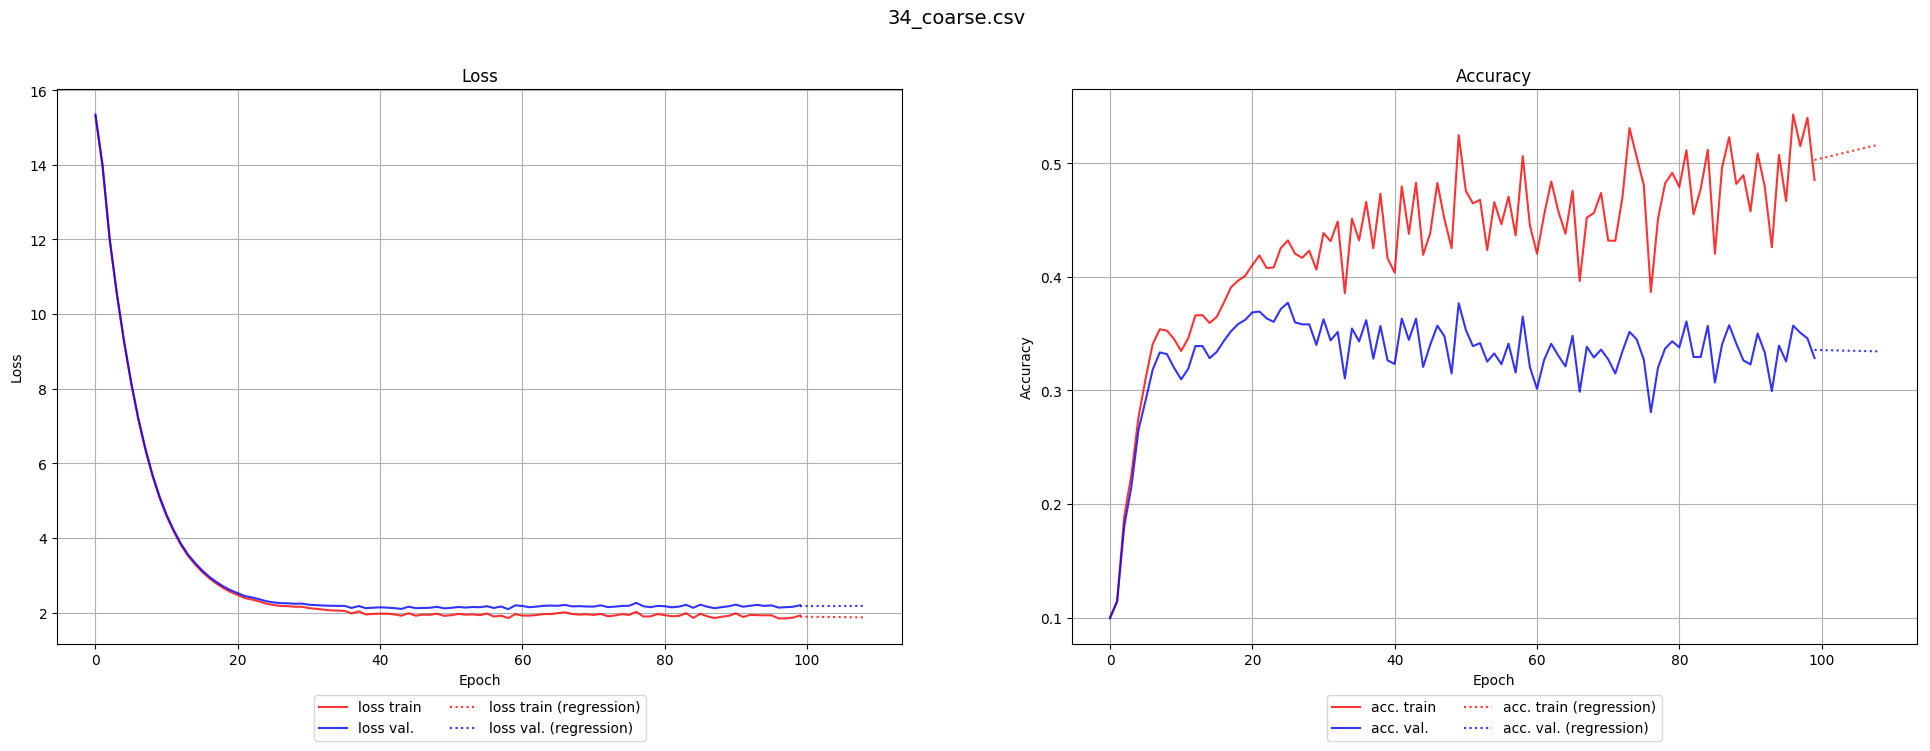 34_coarse.csv
Loss
16
14
12
10
8
6
4
2
Loss
0 20 40 60 80 100
Epoch
loss train
loss val.
loss train (regression)
loss val. (regression)
Accuracy
0.5
0.4
0.3
0.2
0.1
Accuracy
0 20 40 60 80 100
Epoch
acc. train
acc. val.
acc. train (regression)
acc. val. (regression)